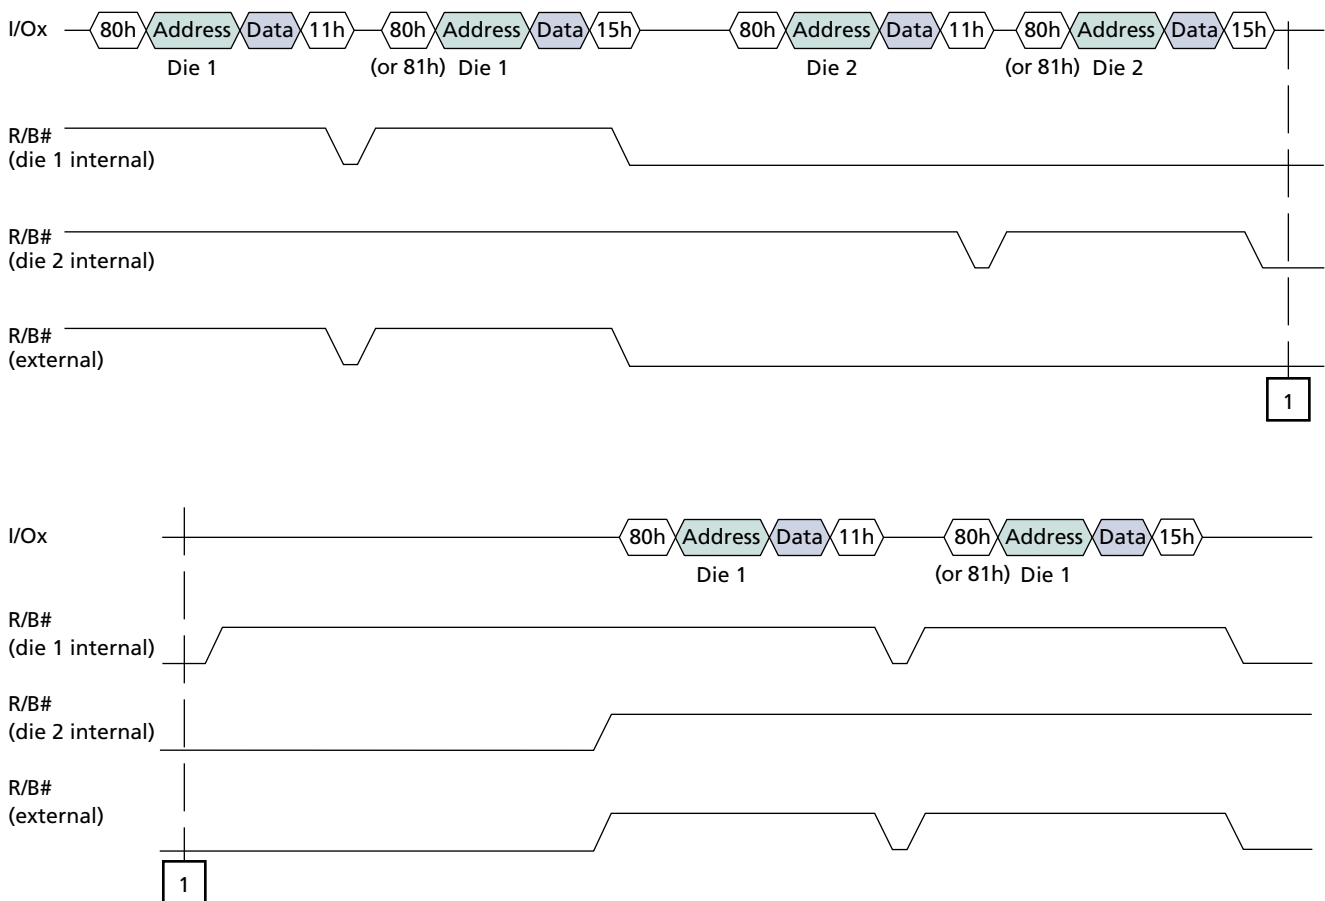 I/Ox 80h Address Data 11h 80h Address Data 15h 80h Address Data 11h 80h Address Data 15h
Die 1 (or 81h) Die 1 Die 2 (or 81h) Die 2
R/B#
(die 1 internal)
R/B#
(die 2 internal)
R/B#
(external)
1
I/Ox 80h Address Data 11h 80h Address Data 15h
Die 1 (or 81h) Die 1
R/B#
(die 1 internal)
R/B#
(die 2 internal)
R/B#
(external)
1